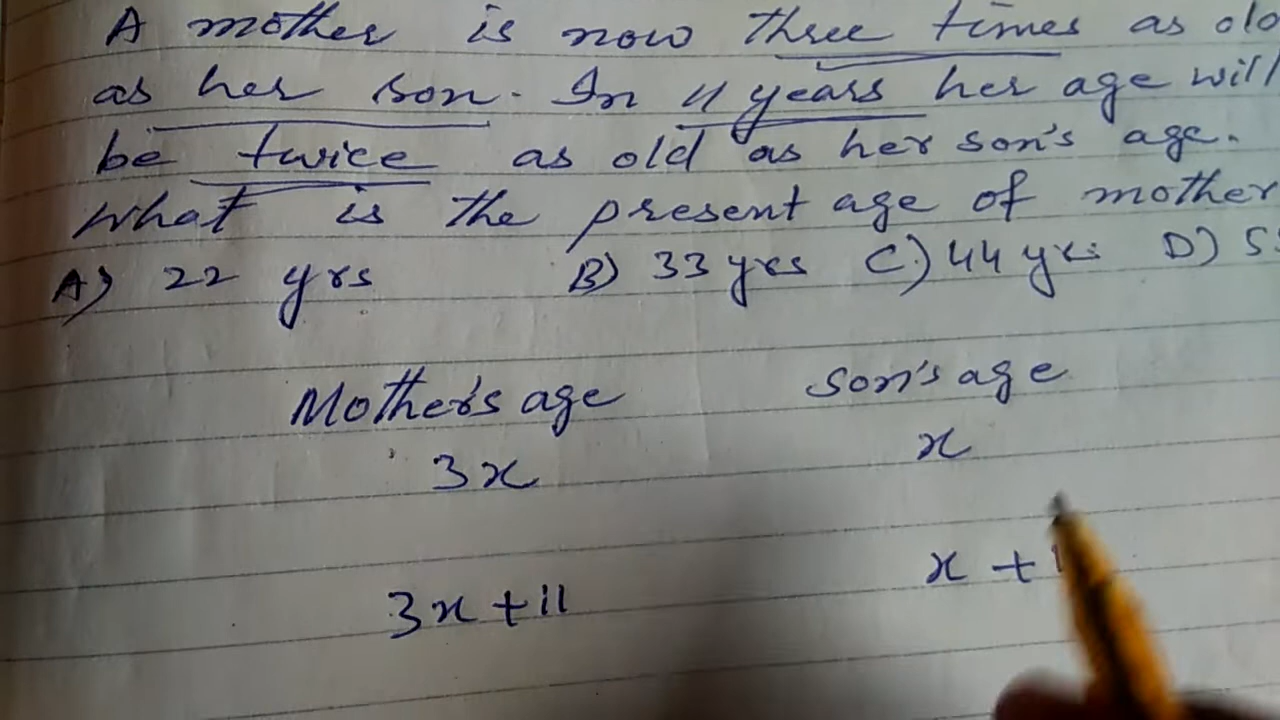 A mother is now three times as old
as her son. In 11 years her age will
be twice as old as her son's age.
What is the present age of mother
A) 22 yrs B) 33 yrs C) 44 yrs D) 5
Mother's age Son's age
3x x
3x + 11 x + 1